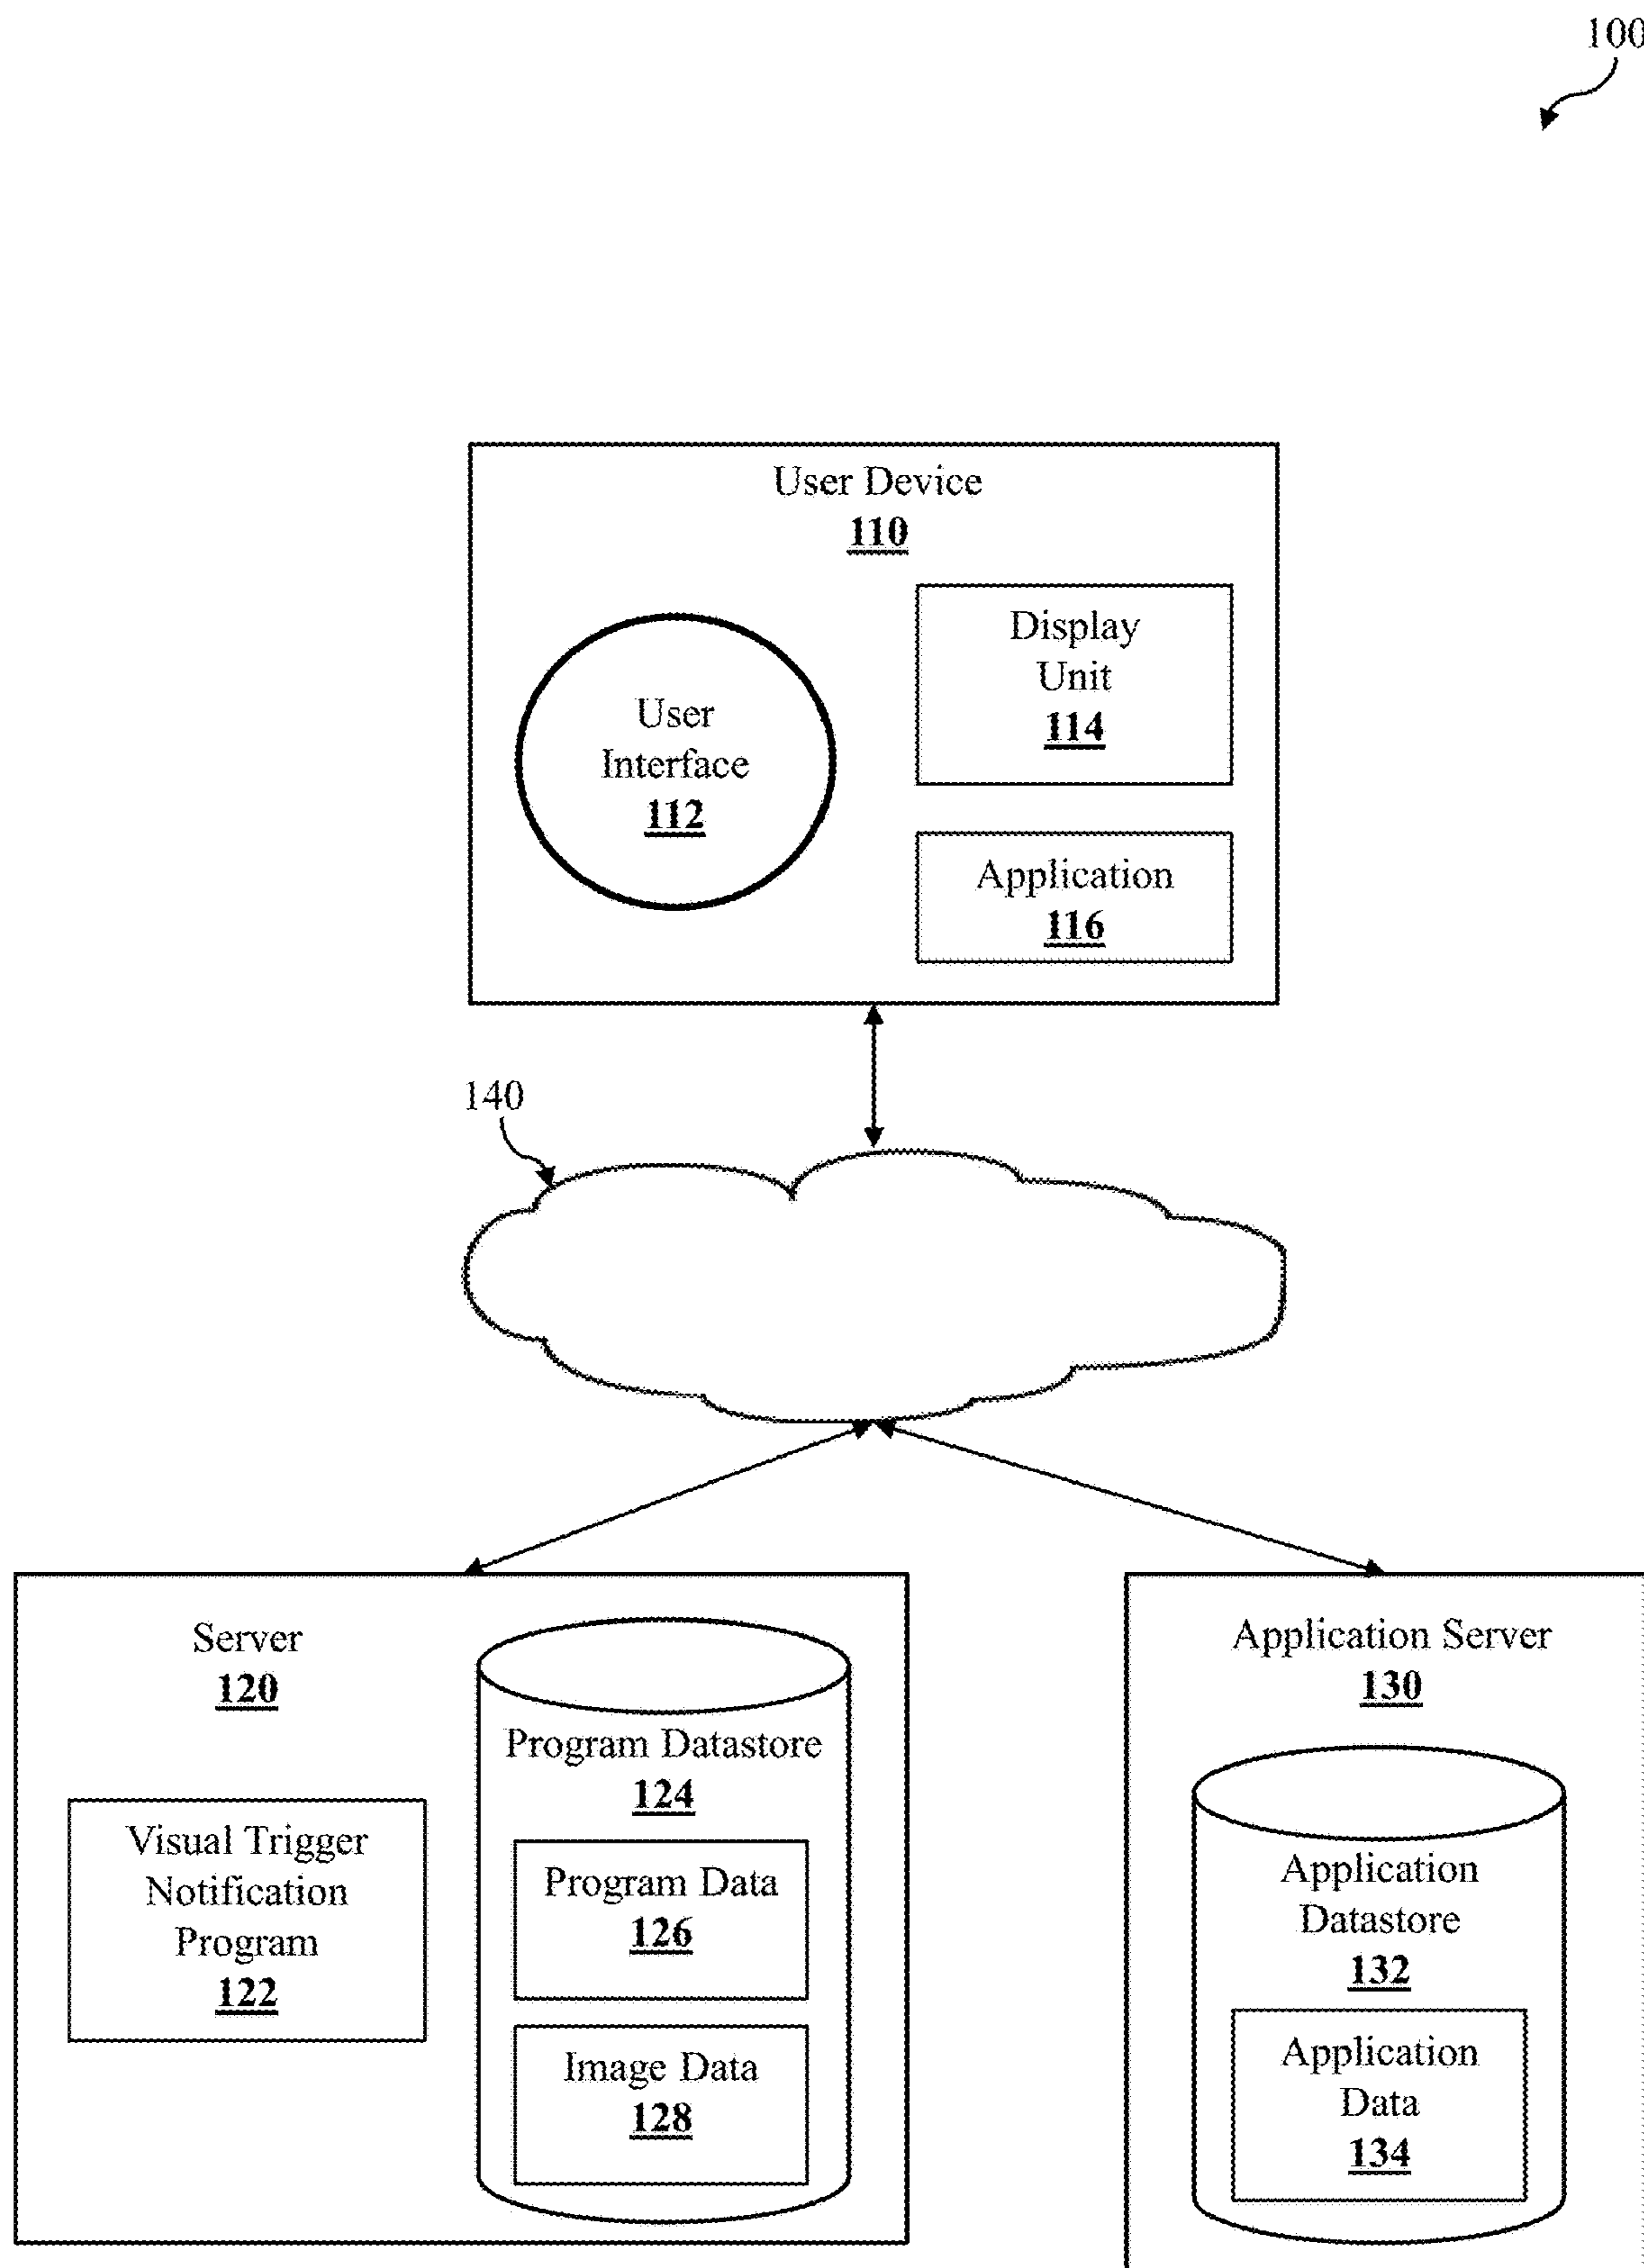 100
User Device
110
Display
Unit
114
User
Interface
112
Application
116
140
Server
120
Visual Trigger
Notification
Program
122
Program Datastore
124
Program Data
126
Image Data
128
Application Server
130
Application
Datastore
132
Application
Data
134